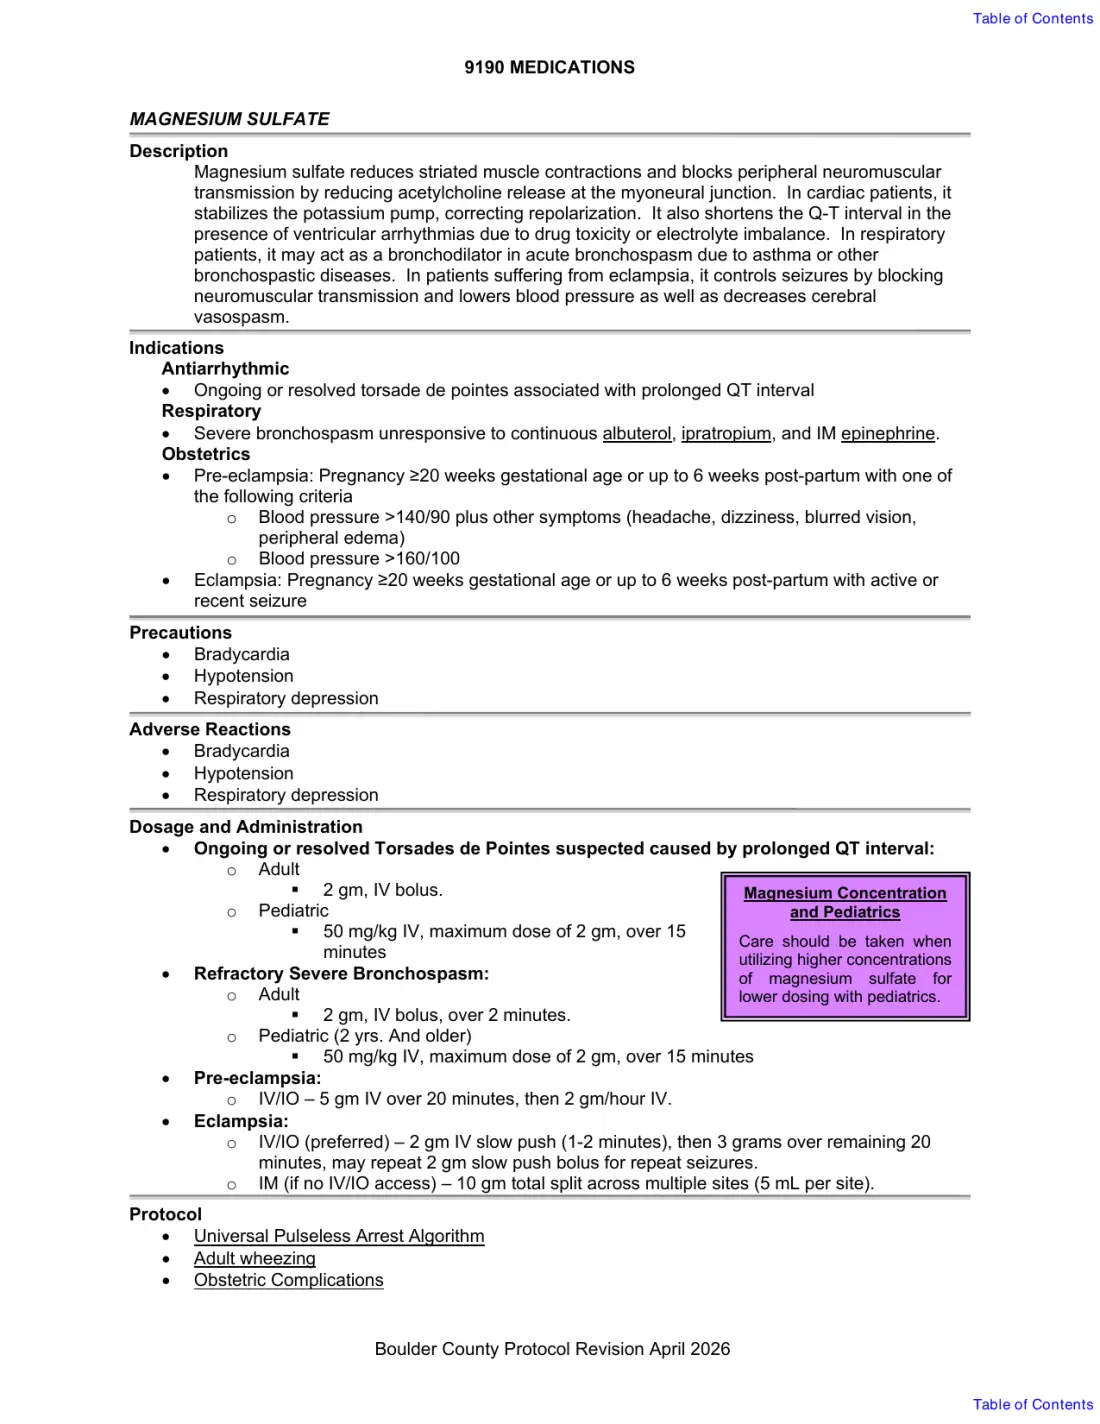 Table of Contents
9190 MEDICATIONS
MAGNESIUM SULFATE
Description
Magnesium sulfate reduces striated muscle contractions and blocks peripheral neuromuscular
transmission by reducing acetylcholine release at the myoneural junction.  In cardiac patients, it
stabilizes the potassium pump, correcting repolarization.  It also shortens the Q-T interval in the
presence of ventricular arrhythmias due to drug toxicity or electrolyte imbalance.  In respiratory
patients, it may act as a bronchodilator in acute bronchospasm due to asthma or other
bronchospastic diseases.  In patients suffering from eclampsia, it controls seizures by blocking
neuromuscular transmission and lowers blood pressure as well as decreases cerebral
vasospasm.
Indications
Antiarrhythmic
• Ongoing or resolved torsade de pointes associated with prolonged QT interval
Respiratory
• Severe bronchospasm unresponsive to continuous albuterol, ipratropium, and IM epinephrine.
Obstetrics
• Pre-eclampsia: Pregnancy ≥20 weeks gestational age or up to 6 weeks post-partum with one of
the following criteria
o Blood pressure >140/90 plus other symptoms (headache, dizziness, blurred vision,
peripheral edema)
o Blood pressure >160/100
• Eclampsia: Pregnancy ≥20 weeks gestational age or up to 6 weeks post-partum with active or
recent seizure
Precautions
• Bradycardia
• Hypotension
• Respiratory depression
Adverse Reactions
• Bradycardia
• Hypotension
• Respiratory depression
Dosage and Administration
• Ongoing or resolved Torsades de Pointes suspected caused by prolonged QT interval:
o Adult
▪ 2 gm, IV bolus.
o Pediatric
▪ 50 mg/kg IV, maximum dose of 2 gm, over 15
minutes
• Refractory Severe Bronchospasm:
o Adult
▪ 2 gm, IV bolus, over 2 minutes.
o Pediatric (2 yrs. And older)
▪ 50 mg/kg IV, maximum dose of 2 gm, over 15 minutes
Magnesium Concentration
and Pediatrics
Care should be taken when
utilizing higher concentrations
of magnesium sulfate for
lower dosing with pediatrics.
• Pre-eclampsia:
o IV/IO – 5 gm IV over 20 minutes, then 2 gm/hour IV.
• Eclampsia:
o IV/IO (preferred) – 2 gm IV slow push (1-2 minutes), then 3 grams over remaining 20
minutes, may repeat 2 gm slow push bolus for repeat seizures.
o IM (if no IV/IO access) – 10 gm total split across multiple sites (5 mL per site).
Protocol
• Universal Pulseless Arrest Algorithm
• Adult wheezing
• Obstetric Complications
Boulder County Protocol Revision April 2026
Table of Contents